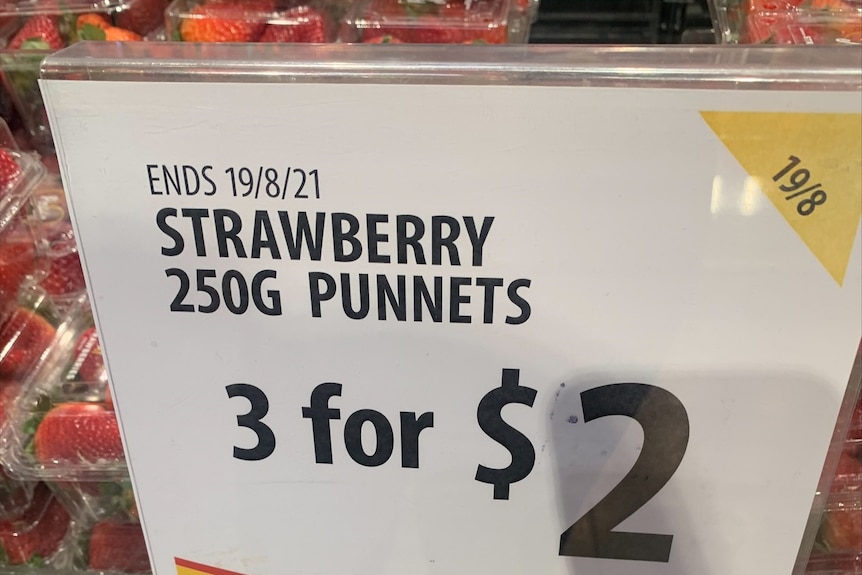 ENDS 19/8/21
19/8
STRAWBERRY
250G PUNNETS
3 for $2